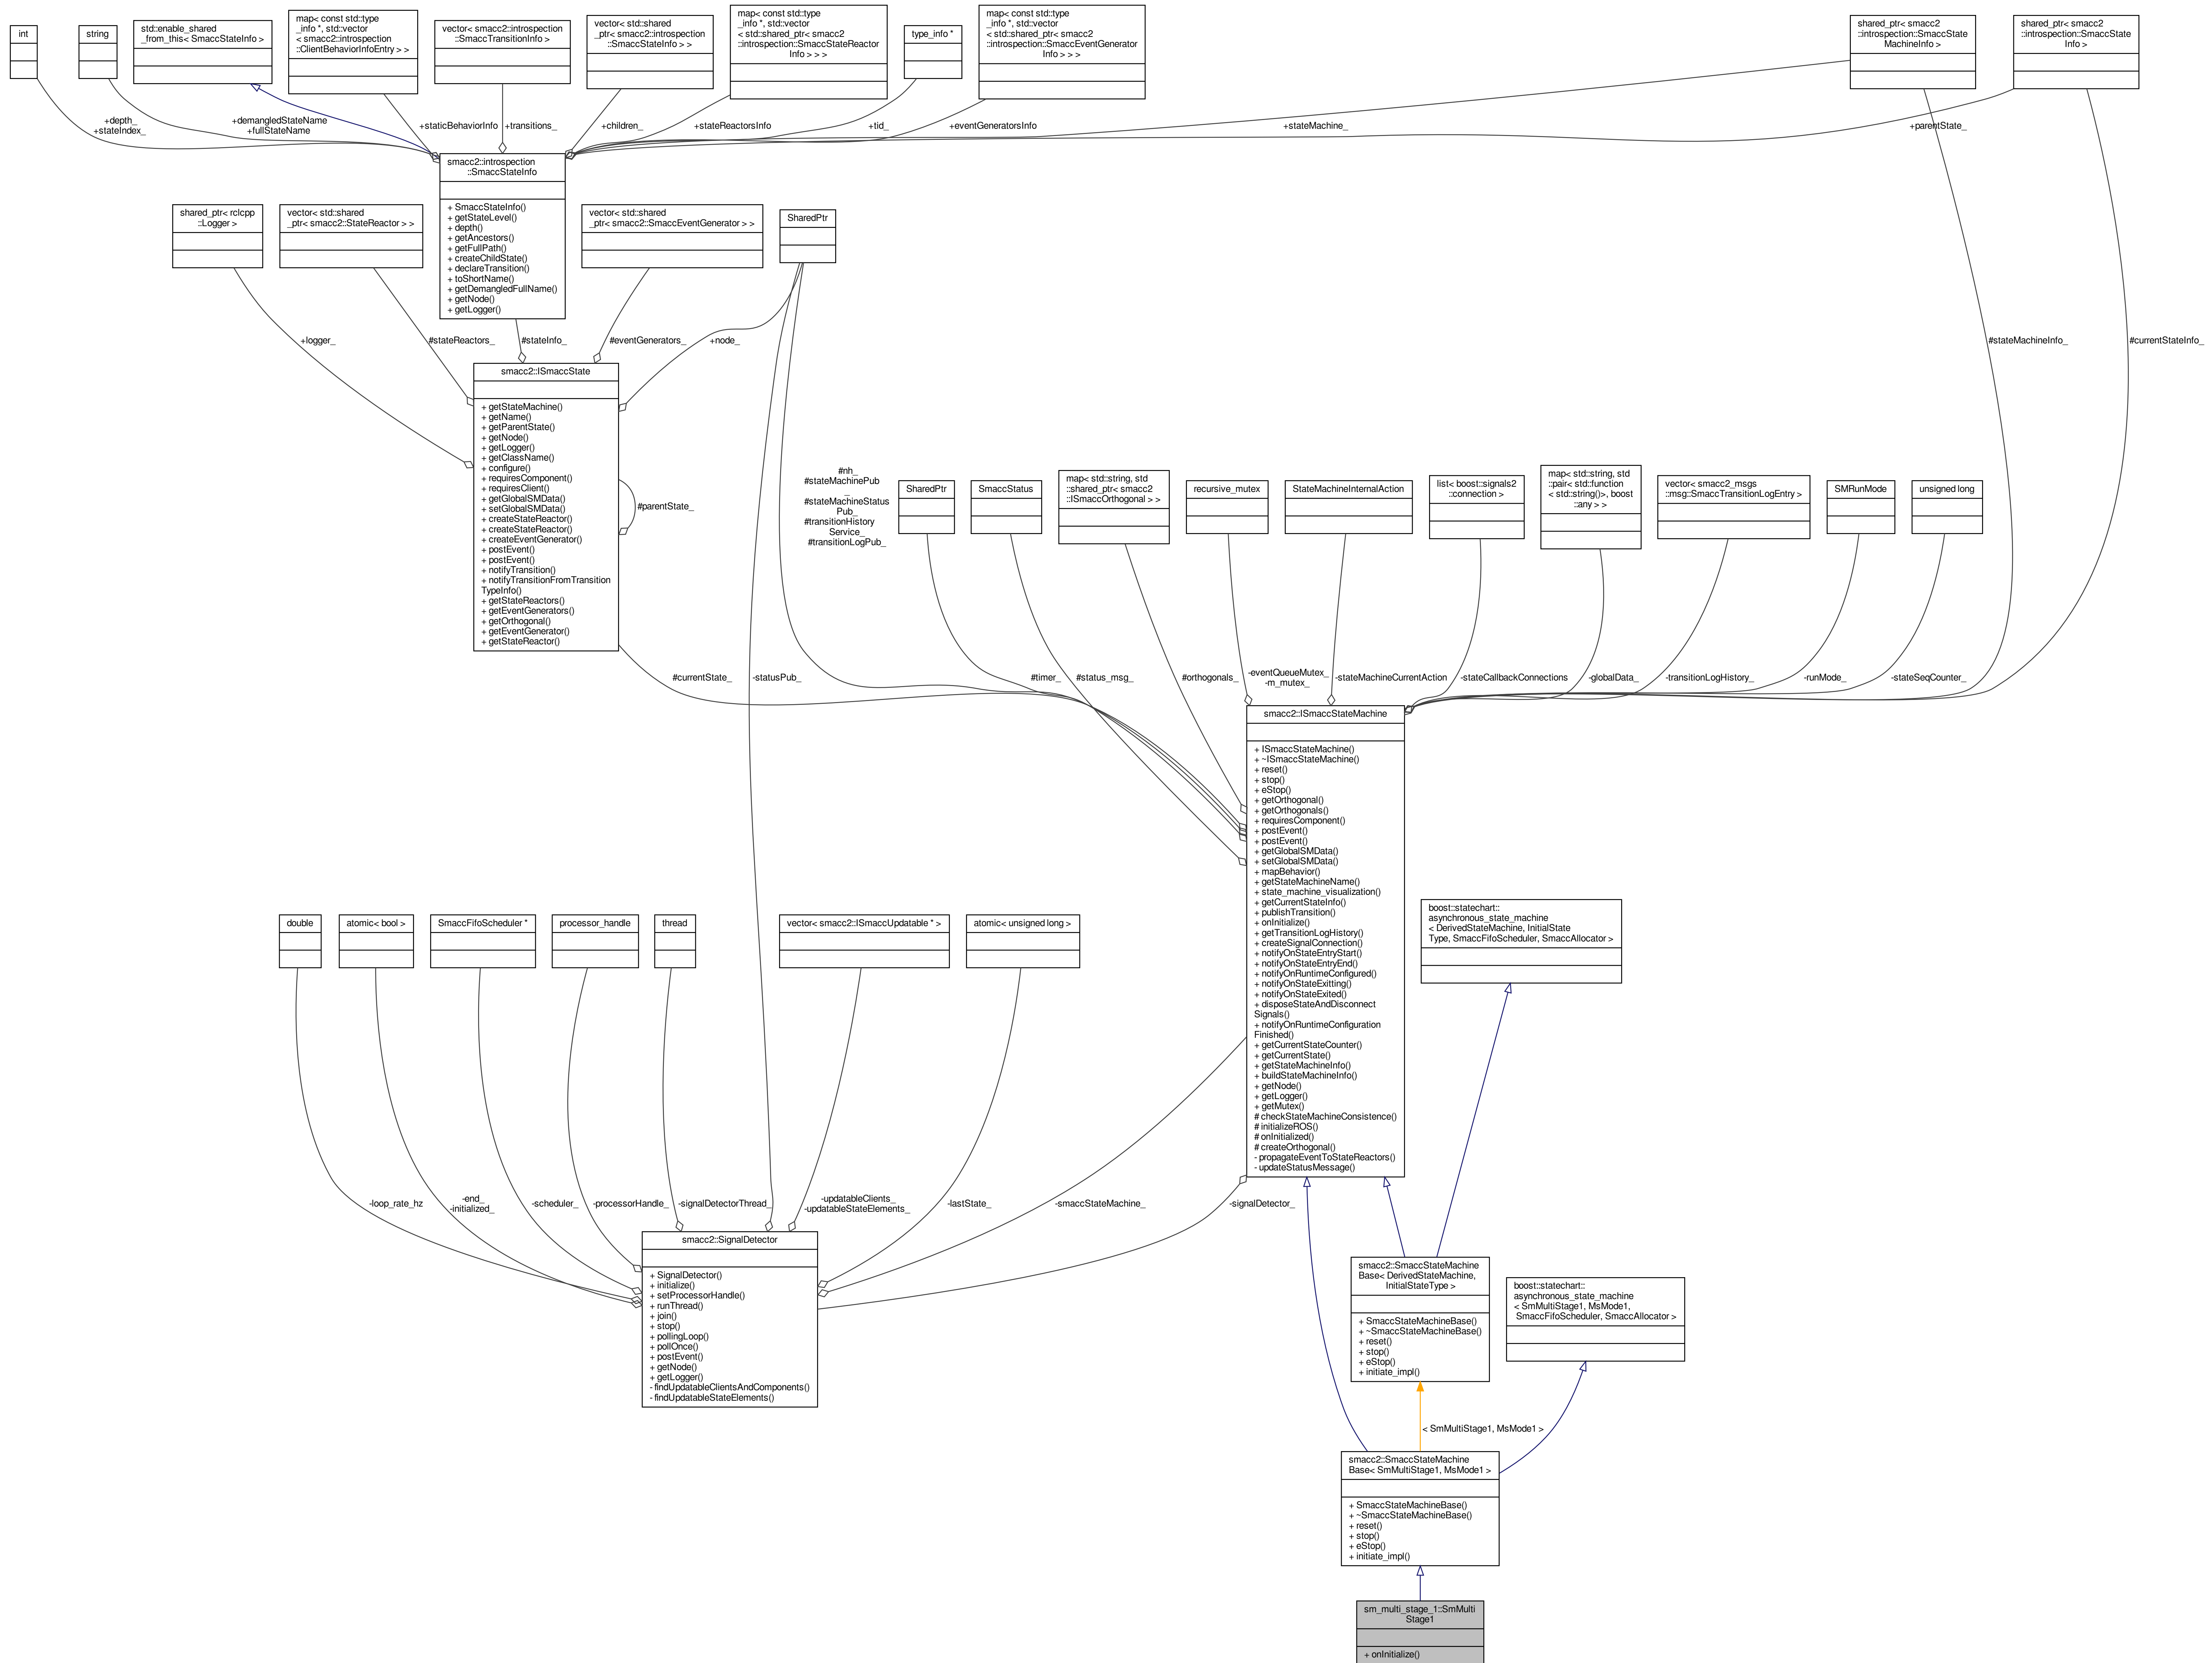 int
string
std::enable_shared
_from_this< SmaccStateInfo >
map< const std::type
_info *, std::vector
< smacc2::introspection
::ClientBehaviorInfoEntry > >
vector< smacc2::introspection
::SmaccTransitionInfo >
vector< std::shared
_ptr< smacc2::introspection
::SmaccStateInfo > >
map< const std::type
_info *, std::vector
< std::shared_ptr< smacc2
::introspection::SmaccStateReactor
Info > > >
type_info *
map< const std::type
_info *, std::vector
< std::shared_ptr< smacc2
::introspection::SmaccEventGenerator
Info > > >
shared_ptr< smacc2
::introspection::SmaccState
MachineInfo >
shared_ptr< smacc2
::introspection::SmaccState
Info >
+depth_
+stateIndex_
+demangledStateName
+fullStateName
+staticBehaviorInfo
+transitions_
+children_
+stateReactorsInfo
+tid_
+eventGeneratorsInfo
+stateMachine_
+parentState_
smacc2::introspection
::SmaccStateInfo
+ SmaccStateInfo()
+ getStateLevel()
+ depth()
+ getAncestors()
+ getFullPath()
+ createChildState()
+ declareTransition()
+ toShortName()
+ getDemangledFullName()
+ getNode()
+ getLogger()
shared_ptr< rclcpp
::Logger >
vector< std::shared
_ptr< smacc2::StateReactor > >
vector< std::shared
_ptr< smacc2::SmaccEventGenerator > >
SharedPtr
+logger_
#stateReactors_
#stateInfo_
#eventGenerators_
+node_
#stateMachineInfo_
#currentStateInfo_
smacc2::ISmaccState
+ getStateMachine()
+ getName()
+ getParentState()
+ getNode()
+ getLogger()
+ getClassName()
+ configure()
+ requiresComponent()
+ requiresClient()
+ getGlobalSMData()
+ setGlobalSMData()
+ createStateReactor()
+ createStateReactor()
+ createEventGenerator()
+ postEvent()
+ postEvent()
+ notifyTransition()
+ notifyTransitionFromTransition
TypeInfo()
+ getStateReactors()
+ getEventGenerators()
+ getOrthogonal()
+ getEventGenerator()
+ getStateReactor()
#parentState_
#nh_
#stateMachinePub
_
#stateMachineStatus
Pub_
#transitionHistory
Service_
#transitionLogPub_
SharedPtr
SmaccStatus
map< std::string, std
::shared_ptr< smacc2
::ISmaccOrthogonal > >
recursive_mutex
StateMachineInternalAction
list< boost::signals2
::connection >
map< std::string, std
::pair< std::function
< std::string()>, boost
::any > >
vector< smacc2_msgs
::msg::SmaccTransitionLogEntry >
SMRunMode
unsigned long
#currentState_
-statusPub_
#timer_
#status_msg_
#orthogonals_
-eventQueueMutex_
-m_mutex_
-stateMachineCurrentAction
-stateCallbackConnections
-globalData_
-transitionLogHistory_
-runMode_
-stateSeqCounter_
smacc2::ISmaccStateMachine
+ ISmaccStateMachine()
+ ~ISmaccStateMachine()
+ reset()
+ stop()
+ eStop()
+ getOrthogonal()
+ getOrthogonals()
+ requiresComponent()
+ postEvent()
+ postEvent()
+ getGlobalSMData()
+ setGlobalSMData()
+ mapBehavior()
+ getStateMachineName()
+ state_machine_visualization()
+ getCurrentStateInfo()
+ publishTransition()
+ onInitialize()
+ getTransitionLogHistory()
+ createSignalConnection()
+ notifyOnStateEntryStart()
+ notifyOnStateEntryEnd()
+ notifyOnRuntimeConfigured()
+ notifyOnStateExitting()
+ notifyOnStateExited()
+ disposeStateAndDisconnect
Signals()
+ notifyOnRuntimeConfiguration
Finished()
+ getCurrentStateCounter()
+ getCurrentState()
+ getStateMachineInfo()
+ buildStateMachineInfo()
+ getNode()
+ getLogger()
+ getMutex()
# checkStateMachineConsistence()
# initializeROS()
# onInitialized()
# createOrthogonal()
- propagateEventToStateReactors()
- updateStatusMessage()
double
atomic< bool >
SmaccFifoScheduler *
processor_handle
thread
vector< smacc2::ISmaccUpdatable * >
atomic< unsigned long >
boost::statechart::
asynchronous_state_machine
< DerivedStateMachine, InitialState
Type, SmaccFifoScheduler, SmaccAllocator >
-loop_rate_hz
-end_
-initialized_
-scheduler_
-processorHandle_
-signalDetectorThread_
-updatableClients_
-updatableStateElements_
-lastState_
-smaccStateMachine_
-signalDetector_
smacc2::SignalDetector
+ SignalDetector()
+ initialize()
+ setProcessorHandle()
+ runThread()
+ join()
+ stop()
+ pollingLoop()
+ pollOnce()
+ postEvent()
+ getNode()
+ getLogger()
- findUpdatableClientsAndComponents()
- findUpdatableStateElements()
smacc2::SmaccStateMachine
Base< DerivedStateMachine,
InitialStateType >
+ SmaccStateMachineBase()
+ ~SmaccStateMachineBase()
+ reset()
+ stop()
+ eStop()
+ initiate_impl()
boost::statechart::
asynchronous_state_machine
< SmMultiStage1, MsMode1,
SmaccFifoScheduler, SmaccAllocator >
< SmMultiStage1, MsMode1 >
smacc2::SmaccStateMachine
Base< SmMultiStage1, MsMode1 >
+ SmaccStateMachineBase()
+ ~SmaccStateMachineBase()
+ reset()
+ stop()
+ eStop()
+ initiate_impl()
sm_multi_stage_1::SmMulti
Stage1
+ onInitialize()